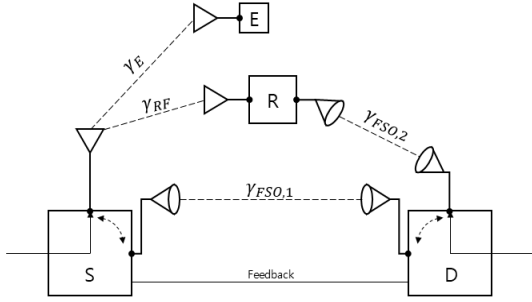 E
γ_E
γ_RF
R
γ_FSO,2
γ_FSO,1
S
D
Feedback